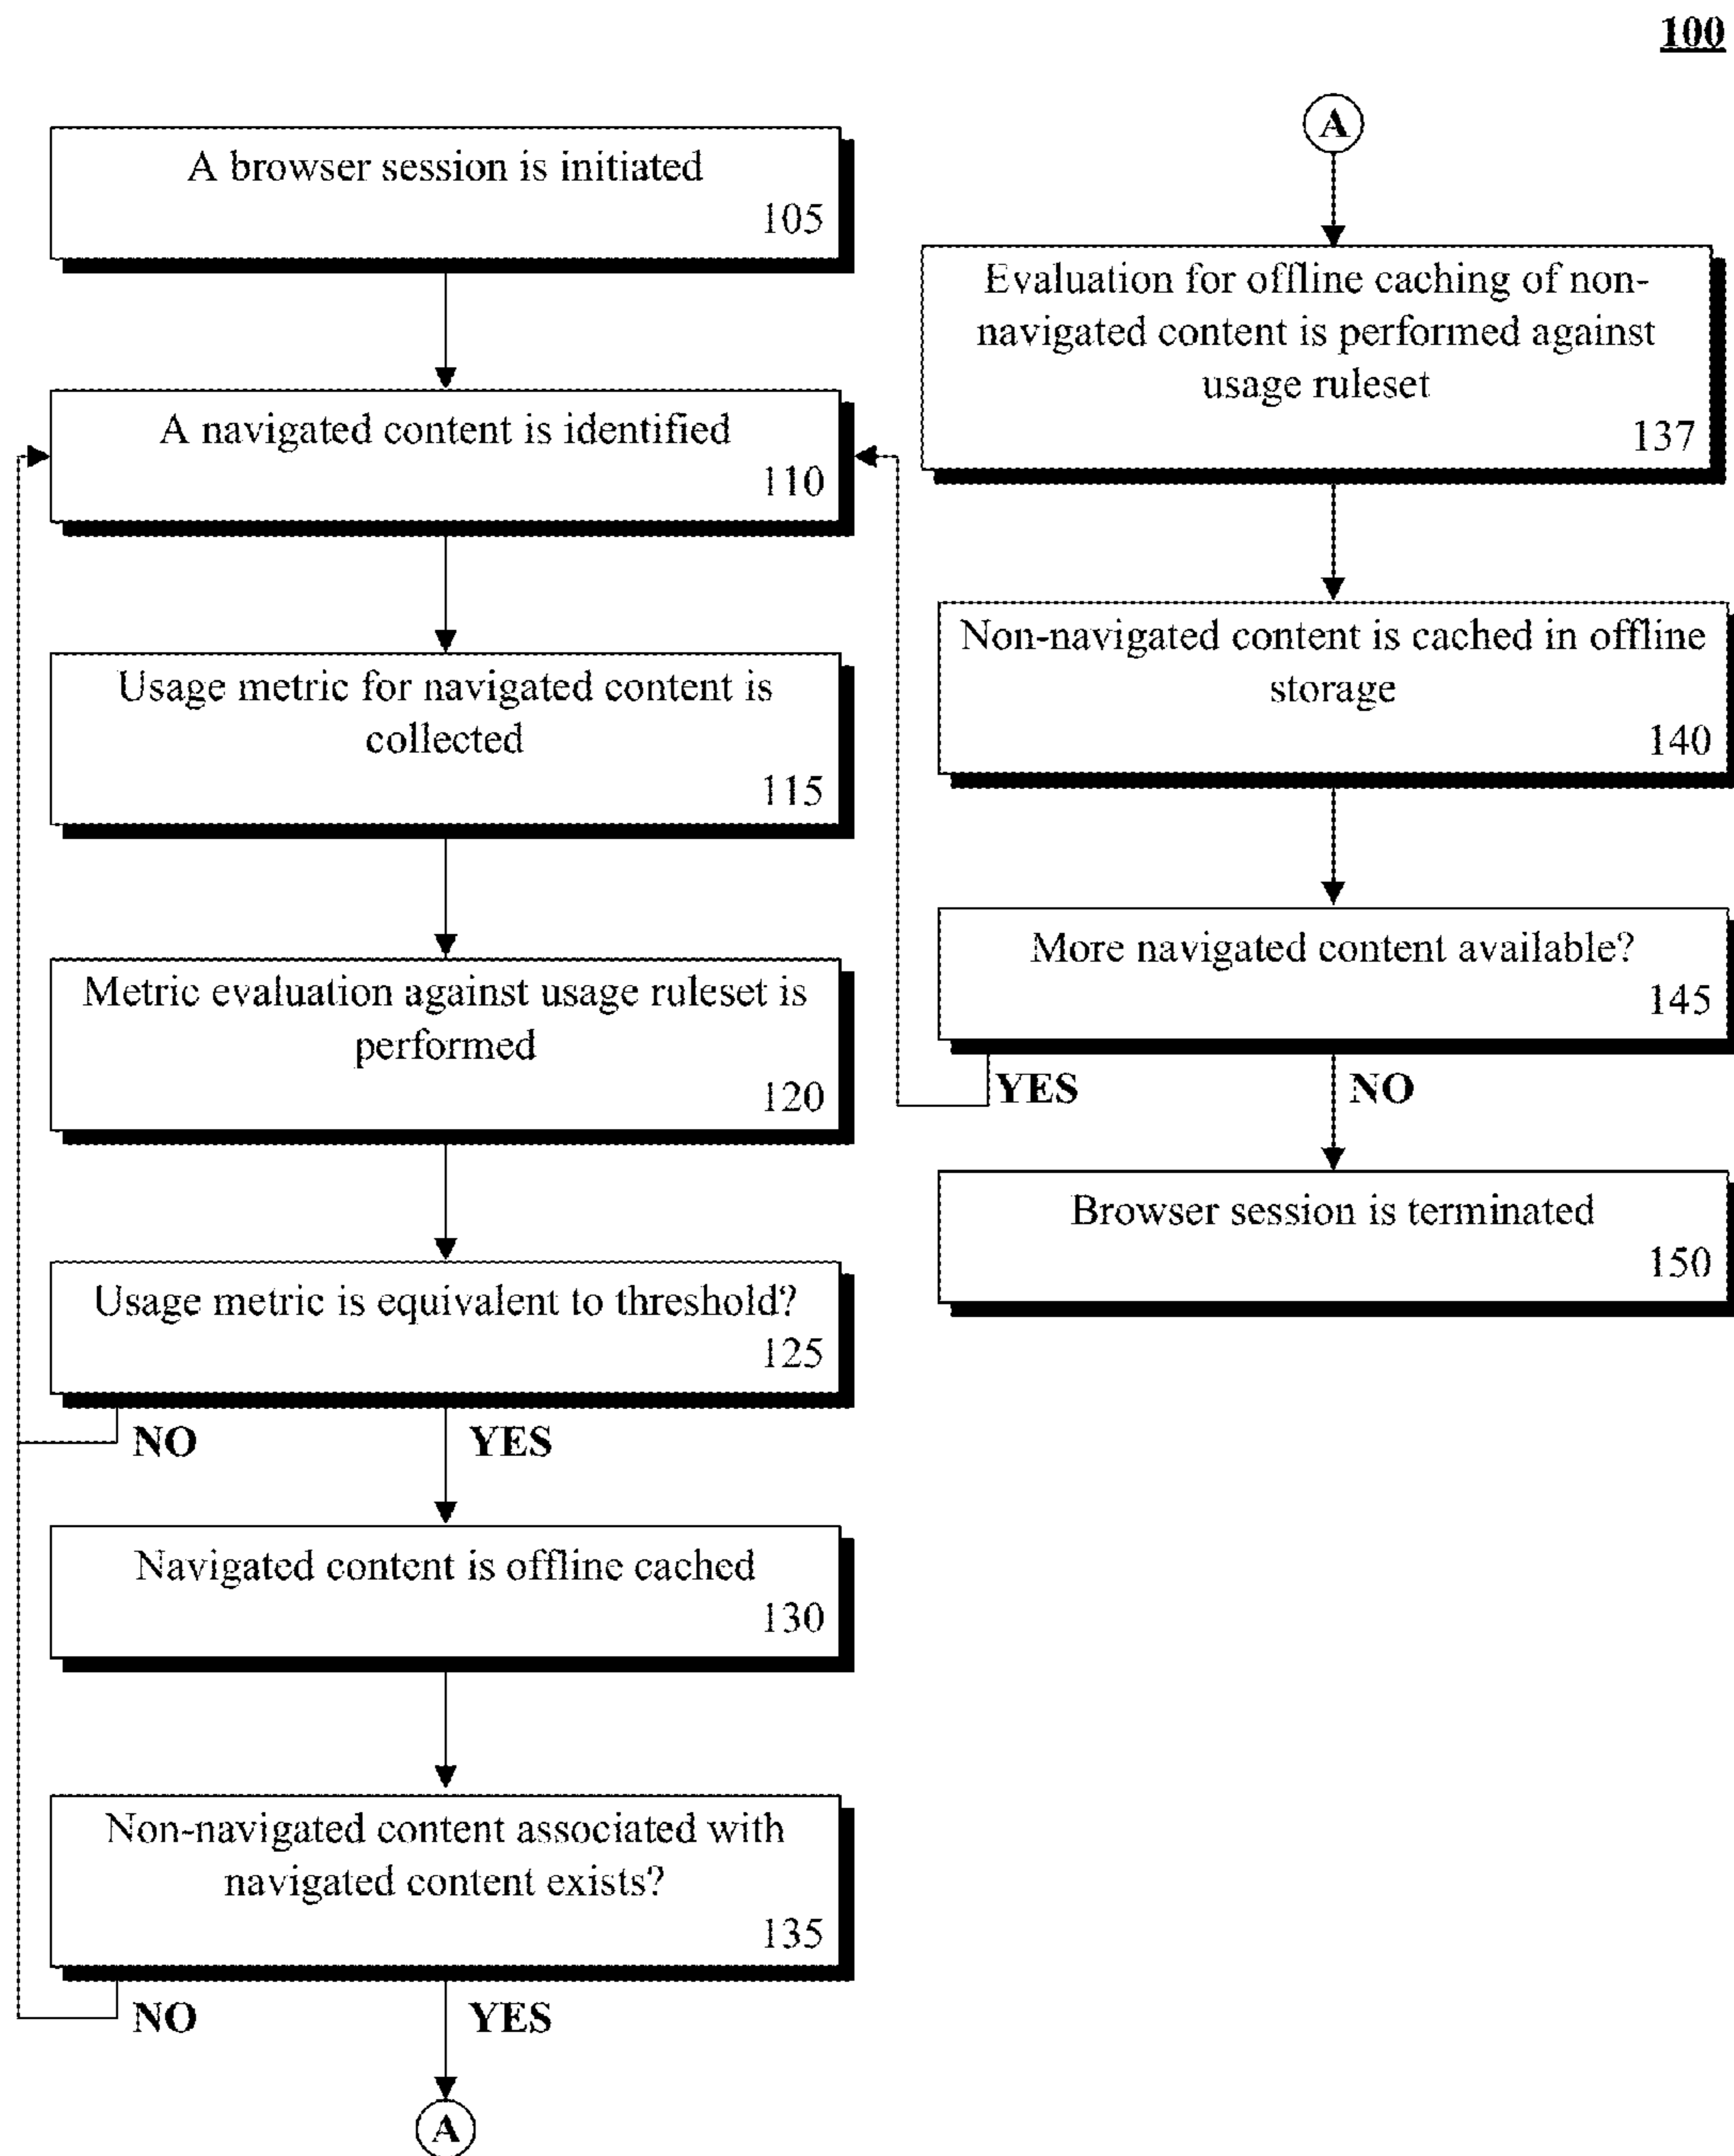 100
A browser session is initiated
105
A navigated content is identified
110
Usage metric for navigated content is
collected
115
Metric evaluation against usage ruleset is
performed
120
Usage metric is equivalent to threshold?
125
NO
YES
Navigated content is offline cached
130
Non-navigated content associated with
navigated content exists?
135
NO
YES
A
A
Evaluation for offline caching of non-
navigated content is performed against
usage ruleset
137
Non-navigated content is cached in offline
storage
140
More navigated content available?
145
YES
NO
Browser session is terminated
150